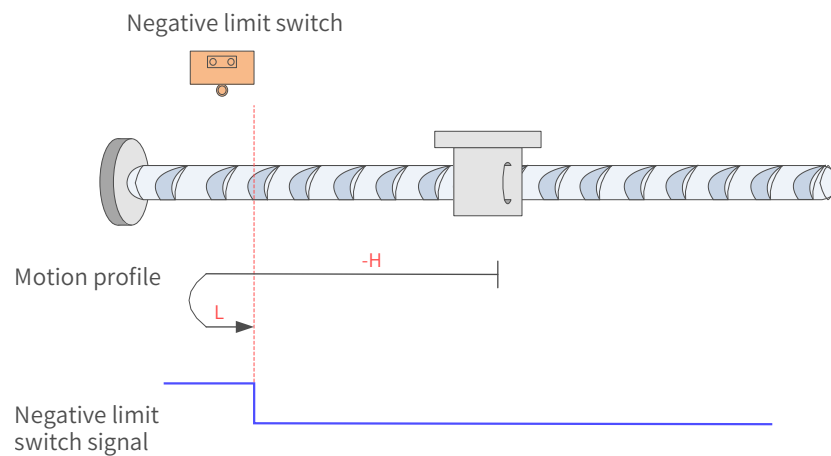 Negative limit switch
-H
Motion profile
L
Negative limit
switch signal